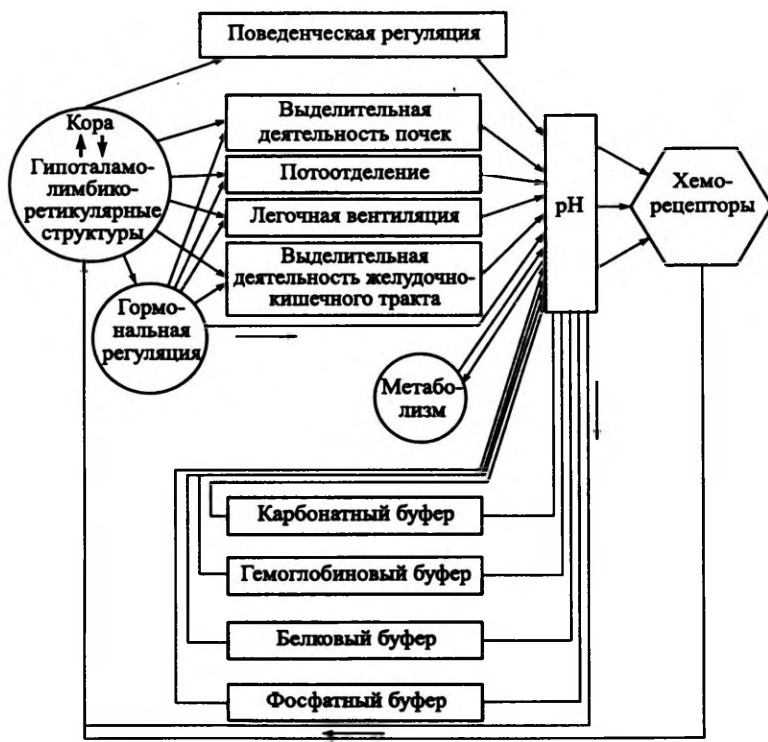 Поведенческая регуляция
Кора
Гипоталамо-
лимбико-
ретикулярные
структуры
Выделительная
деятельность почек
Потоотделение
Легочная вентиляция
Выделительная
деятельность желудочно-
кишечного тракта
Гормо-
нальная
регуляция
pH
Хемо-
рецепторы
Метабо-
лизм
Карбонатный буфер
Гемоглобиновый буфер
Белковый буфер
Фосфатный буфер